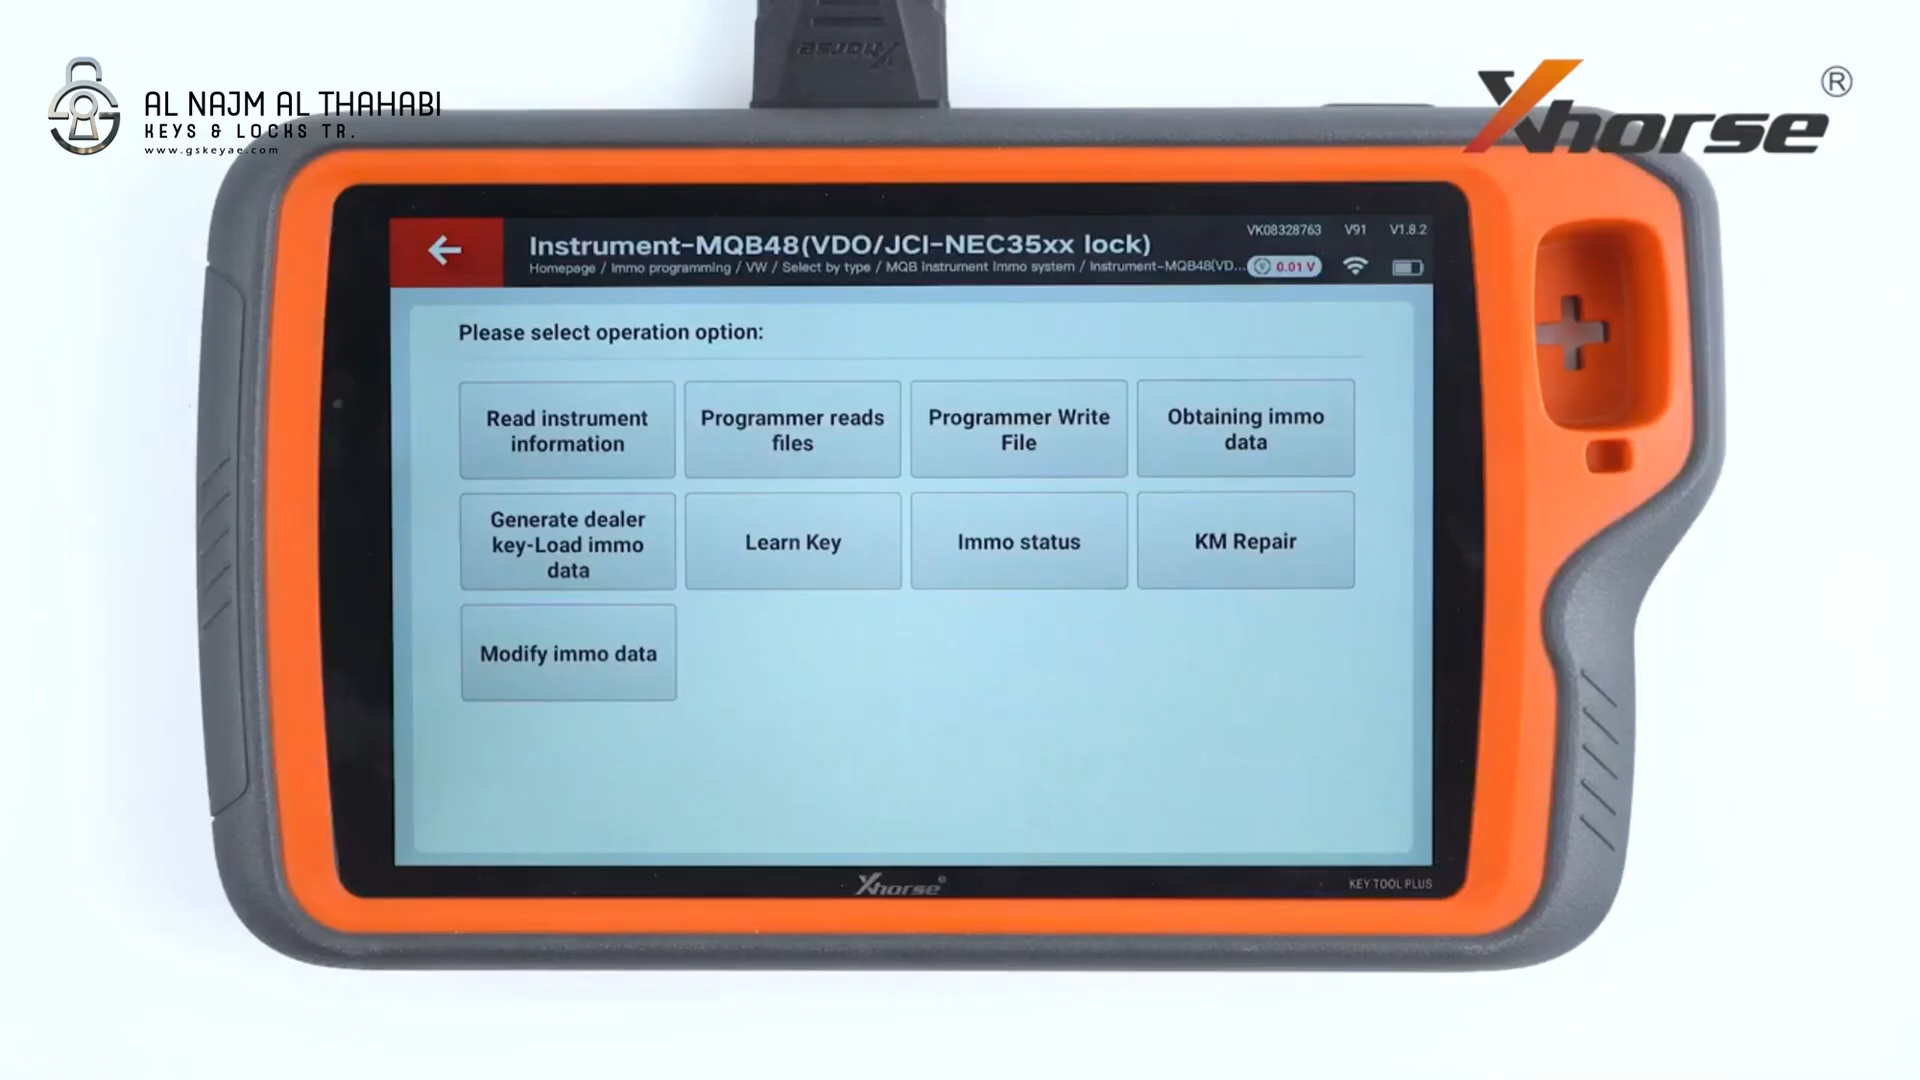 Xhorse
AL NAJM AL THAHABI
KEYS & LOCKS TR.
www.gskeyae.com
Xhorse®
Instrument-MQB48(VDO/JCI-NEC35xx lock)
VK08328763 V91 V1.8.2
Homepage / Immo programming / VW / Select by type / MQB Instrument Immo system / Instrument-MQB48(VD...
0.01 V
Please select operation option:
Read instrument
information
Programmer reads
files
Programmer Write
File
Obtaining immo
data
Generate dealer
key-Load immo
data
Learn Key
Immo status
KM Repair
Modify immo data
Xhorse®
KEY TOOL PLUS